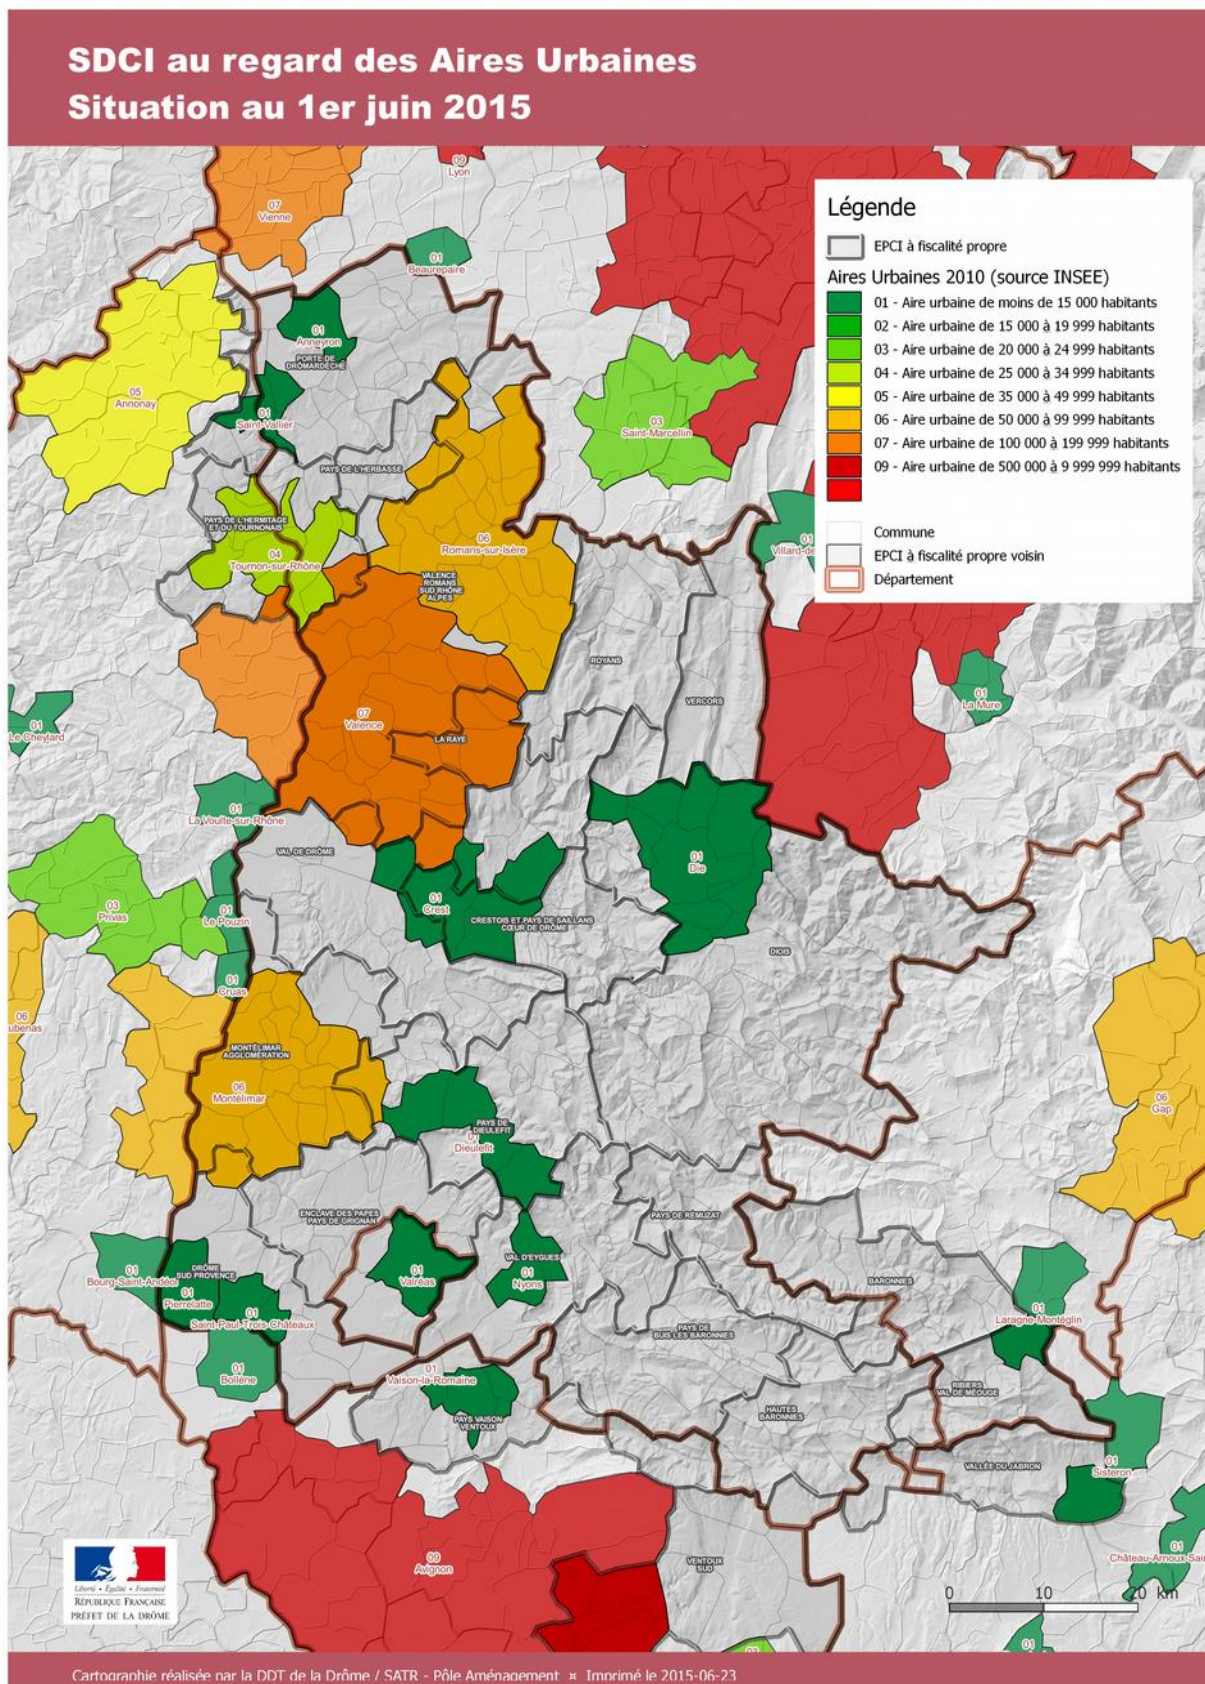 SDCI au regard des Aires Urbaines
Situation au 1er juin 2015
09
Lyon
07
Vienne
01
Beaurepaire
Légende
EPCI à fiscalité propre
Aires Urbaines 2010 (source INSEE)
01 - Aire urbaine de moins de 15 000 habitants
02 - Aire urbaine de 15 000 à 19 999 habitants
03 - Aire urbaine de 20 000 à 24 999 habitants
04 - Aire urbaine de 25 000 à 34 999 habitants
05 - Aire urbaine de 35 000 à 49 999 habitants
06 - Aire urbaine de 50 000 à 99 999 habitants
07 - Aire urbaine de 100 000 à 199 999 habitants
09 - Aire urbaine de 500 000 à 9 999 999 habitants
Commune
EPCI à fiscalité propre voisin
Département
01
Anneyron
PORTE DE
DRÔMARDÈCHE
05
Annonay
01
Saint-Vallier
03
Saint-Marcellin
PAYS DE L'HERBASSE
PAYS DE L'HERMITAGE
ET DU TOURNONAIS
04
Tournon-sur-Rhône
06
Romans-sur-Isère
01
Villard-de
VALENCE
ROMANS
SUD RHÔNE
ALPES
ROYANS
VERCORS
01
La Mure
01
Le Cheylard
07
Valence
LA RAYE
01
La Voulte-sur-Rhône
VAL DE DRÔME
01
Die
03
Privas
01
Le Pouzin
01
Crest
CRESTOIS ET PAYS DE SAILLANS
CŒUR DE DRÔME
DIOIS
01
Cruas
06
ubenas
MONTÉLIMAR
AGGLOMÉRATION
06
Montélimar
06
Gap
PAYS DE
DIEULEFIT
01
Dieulefit
ENCLAVE DES PAPES
PAYS DE GRIGNAN
PAYS DE RÉMUZAT
VAL D'EYGUES
01
Nyons
01
Valréas
BARONNIES
01
Bourg-Saint-Andéol
DRÔME
SUD PROVENCE
01
Pierrelatte
01
Saint-Paul-Trois-Châteaux
01
Laragne-Montéglin
PAYS DE
BUIS LES BARONNIES
01
Bollène
01
Vaison-la-Romaine
PAYS VAISON
VENTOUX
HAUTES
BARONNIES
RIBIERS
VAL DE MÉOUGE
VALLÉE DU JABRON
01
Sisteron
09
Avignon
VENTOUX
SUD
01
Château-Arnoux-Sai
0 10 20 km
01
03
Liberté • Égalité • Fraternité
RÉPUBLIQUE FRANÇAISE
PRÉFET DE LA DRÔME
Cartographie réalisée par la DDT de la Drôme / SATR - Pôle Aménagement ¤ Imprimé le 2015-06-23